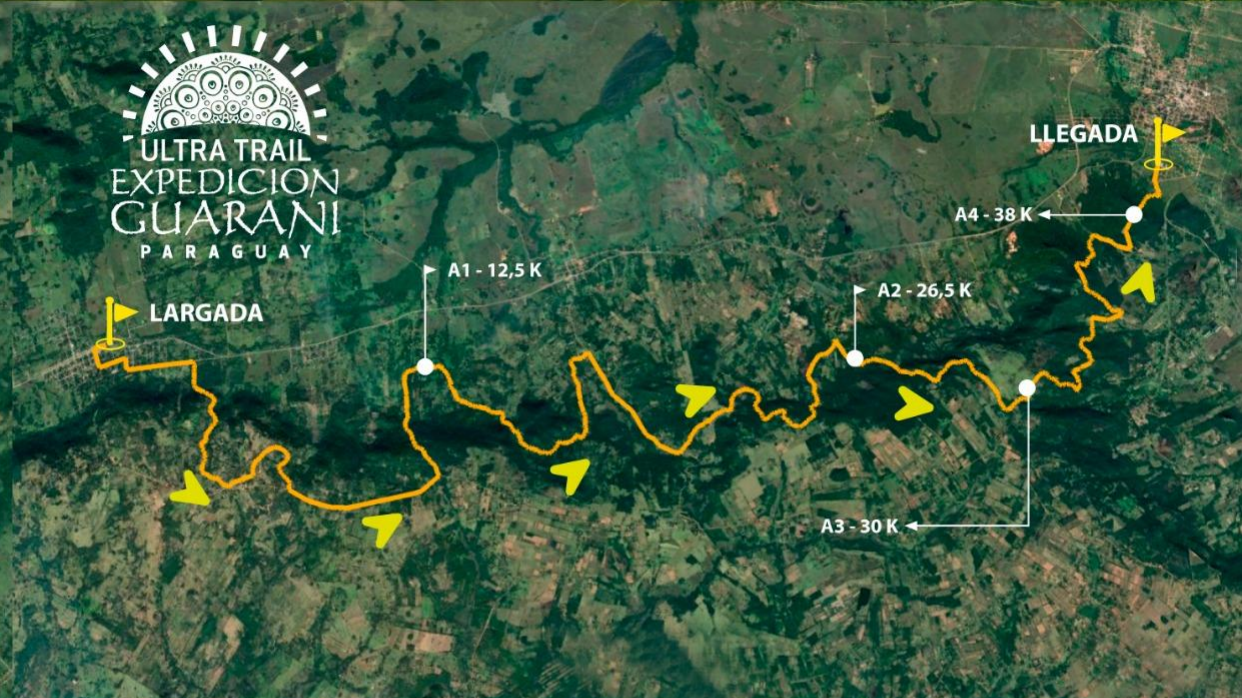 ULTRA TRAIL
EXPEDICION
GUARANI
PARAGUAY
LLEGADA
A4 - 38 K
A1 - 12,5 K
A2 - 26,5 K
LARGADA
A3 - 30 K